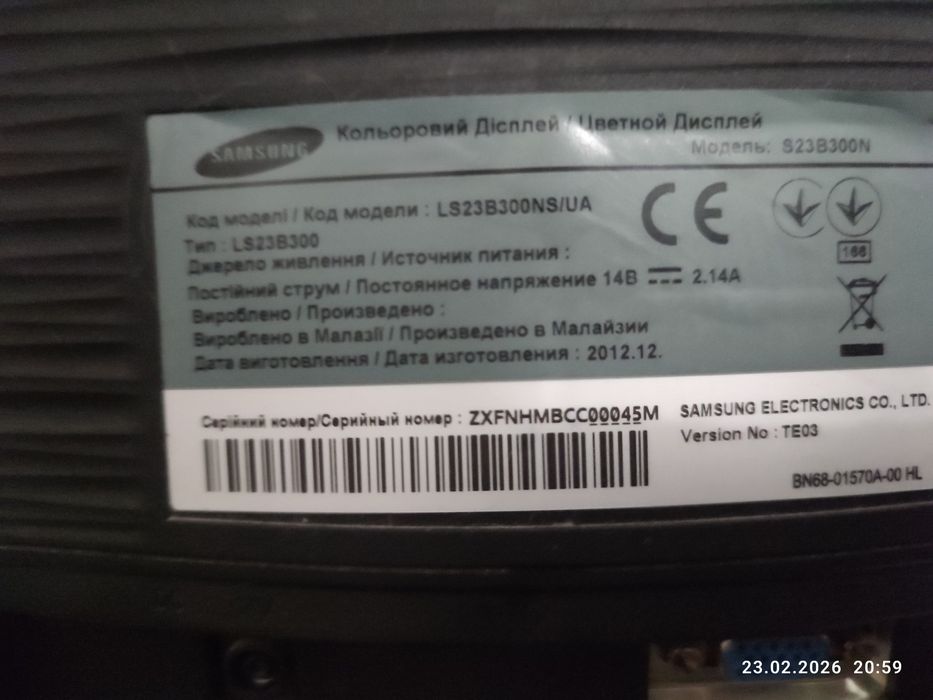 SAMSUNG
Кольоровий Дісплей / Цветной Дисплей
Модель: S23B300N
Код моделі / Код модели : LS23B300NS/UA
Тип : LS23B300
Джерело живлення / Источник питания :
Постійний струм / Постоянное напряжение 14В 2.14A
Вироблено / Произведено :
Вироблено в Малазії / Произведено в Малайзии
Дата виготовлення / Дата изготовления : 2012.12.
CE
166
Серійний номер/Серийный номер : ZXFNHMBCC00045M
SAMSUNG ELECTRONICS CO., LTD.
Version No : TE03
BN68-01570A-00 HL
23.02.2026 20:59